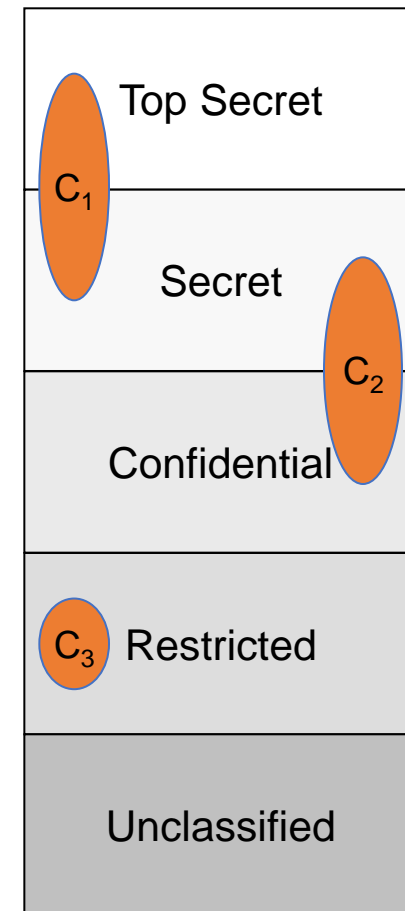 Top Secret
C₁
Secret
C₂
Confidential
C₃ Restricted
Unclassified